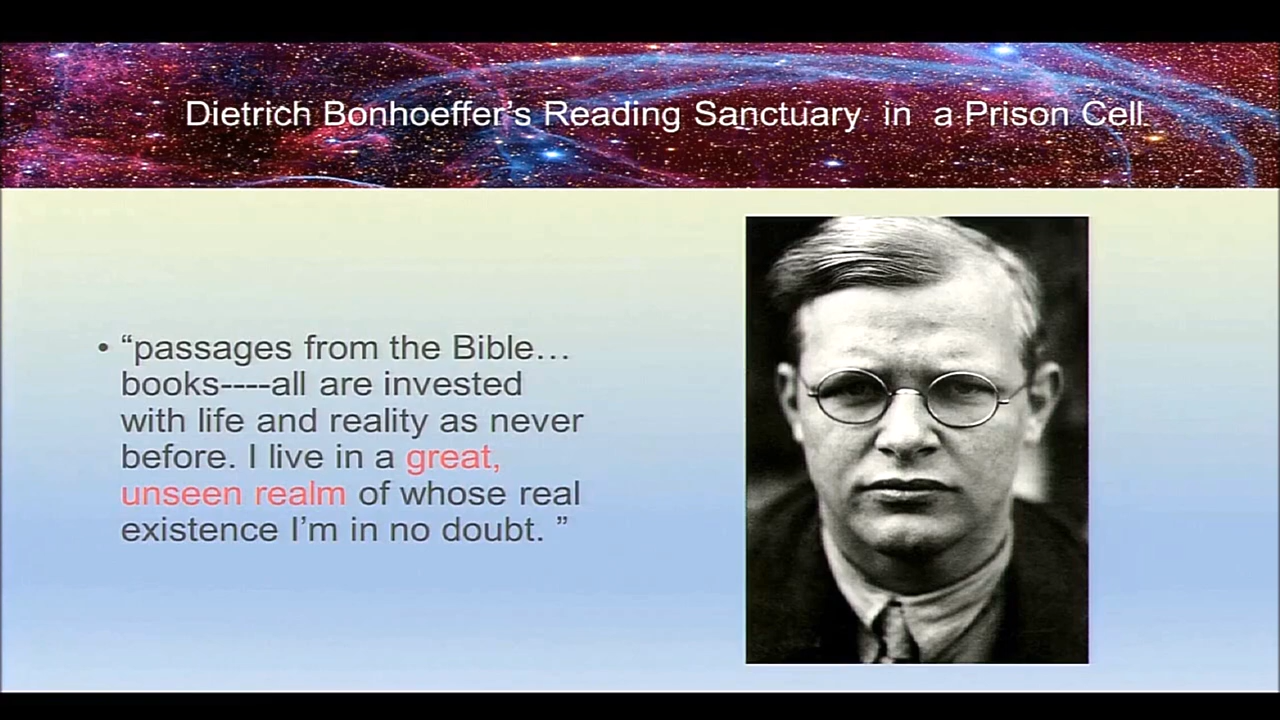 Dietrich Bonhoeffer’s Reading Sanctuary in a Prison Cell
• “passages from the Bible…
books----all are invested
with life and reality as never
before. I live in a great,
unseen realm of whose real
existence I’m in no doubt. ”